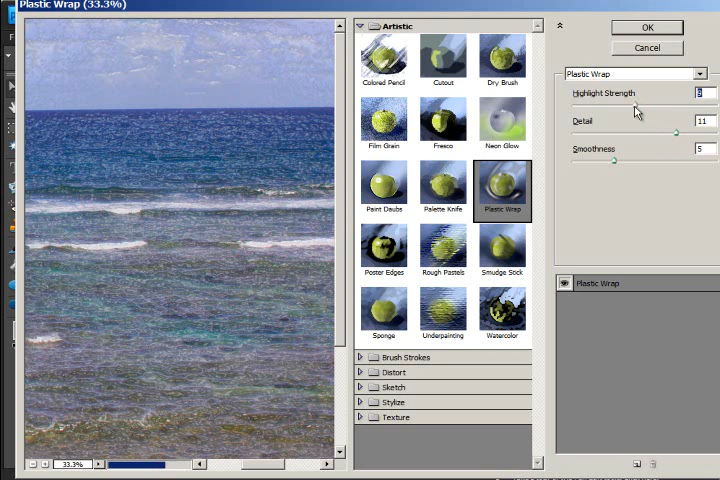 Plastic Wrap (33.3%)
Artistic
Colored Pencil
Cutout
Dry Brush
Film Grain
Fresco
Neon Glow
Paint Daubs
Palette Knife
Plastic Wrap
Poster Edges
Rough Pastels
Smudge Stick
Sponge
Underpainting
Watercolor
Brush Strokes
Distort
Sketch
Stylize
Texture
33.3%
OK
Cancel
Plastic Wrap
Highlight Strength
Detail 11
Smoothness 5
Plastic Wrap